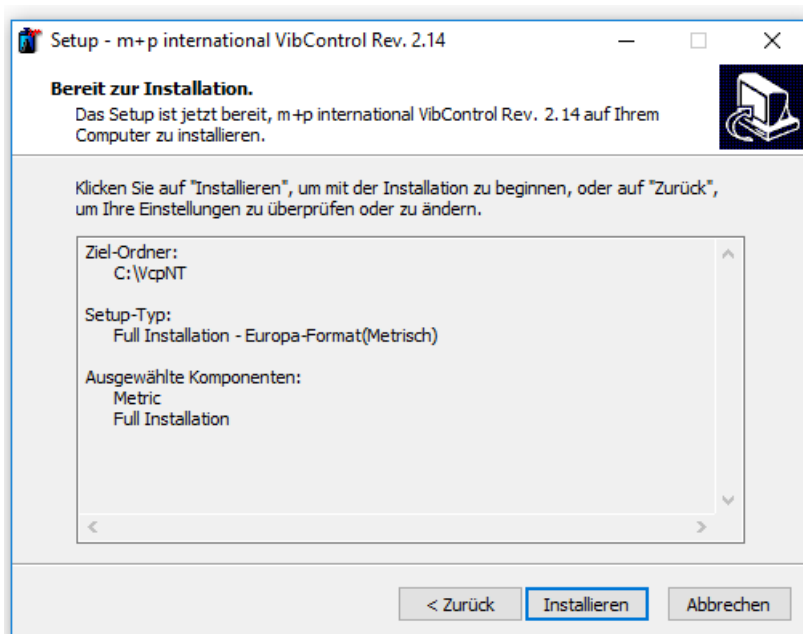 Setup - m+p international VibControl Rev. 2.14
Bereit zur Installation.
Das Setup ist jetzt bereit, m+p international VibControl Rev. 2.14 auf Ihrem
Computer zu installieren.
Klicken Sie auf "Installieren", um mit der Installation zu beginnen, oder auf "Zurück",
um Ihre Einstellungen zu überprüfen oder zu ändern.
Ziel-Ordner:
C:\VcpNT
Setup-Typ:
Full Installation - Europa-Format(Metrisch)
Ausgewählte Komponenten:
Metric
Full Installation
< Zurück
Installieren
Abbrechen